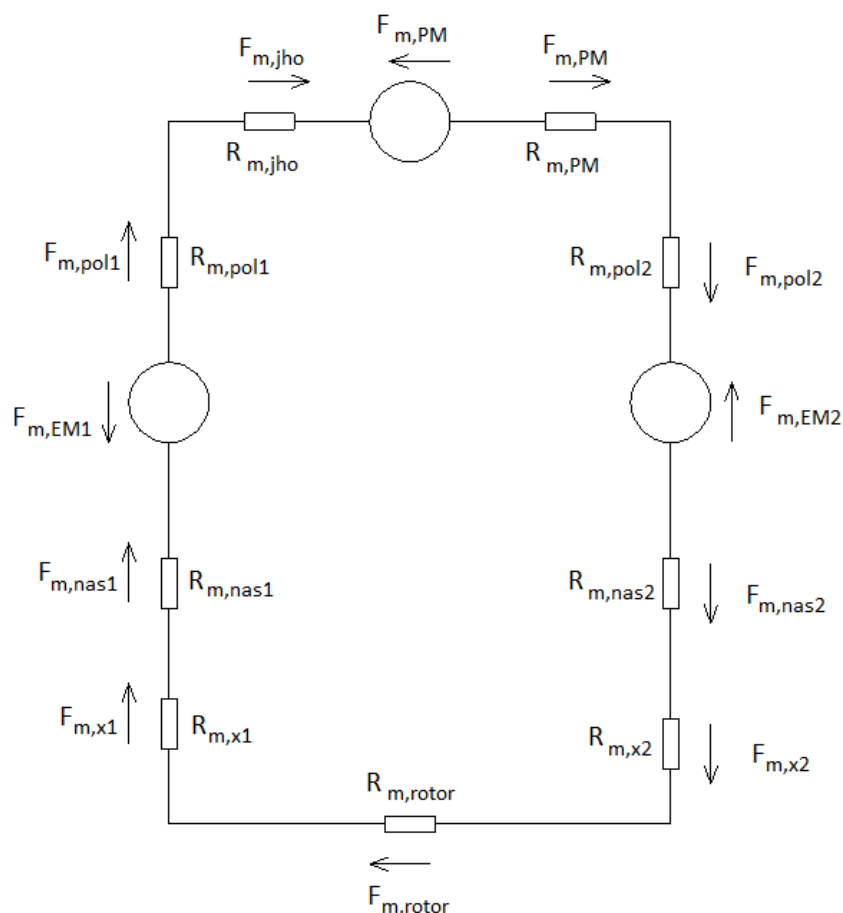 F m,jho
F m,PM
F m,PM
R m,jho
R m,PM
F m,pol1
R m,pol1
R m,pol2
F m,pol2
F m,EM1
F m,EM2
F m,nas1
R m,nas1
R m,nas2
F m,nas2
F m,x1
R m,x1
R m,x2
F m,x2
R m,rotor
F m,rotor